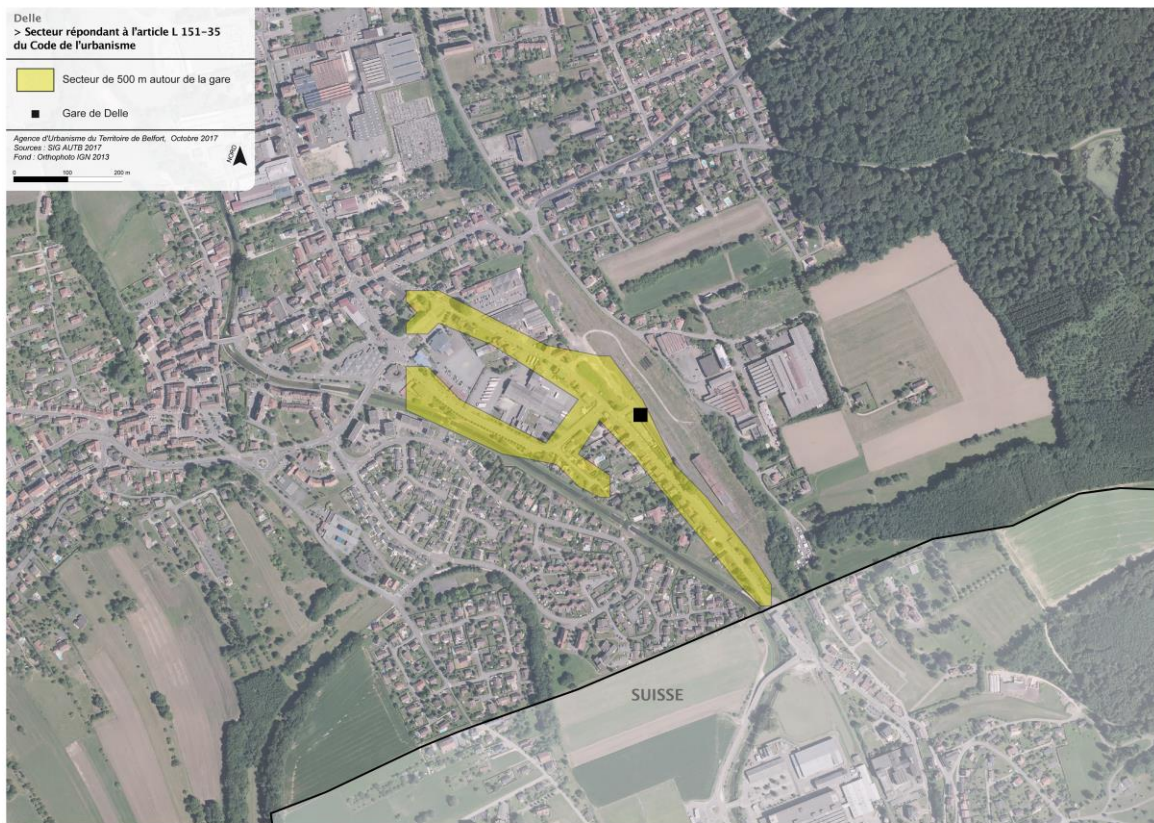 Delle
> Secteur répondant à l'article L 151-35
du Code de l'urbanisme
Secteur de 500 m autour de la gare
Gare de Delle
Agence d'Urbanisme du Territoire de Belfort, Octobre 2017
Sources : SIG AUTB 2017
Fond : Orthophoto IGN 2013
NORD
0 100 200 m
SUISSE